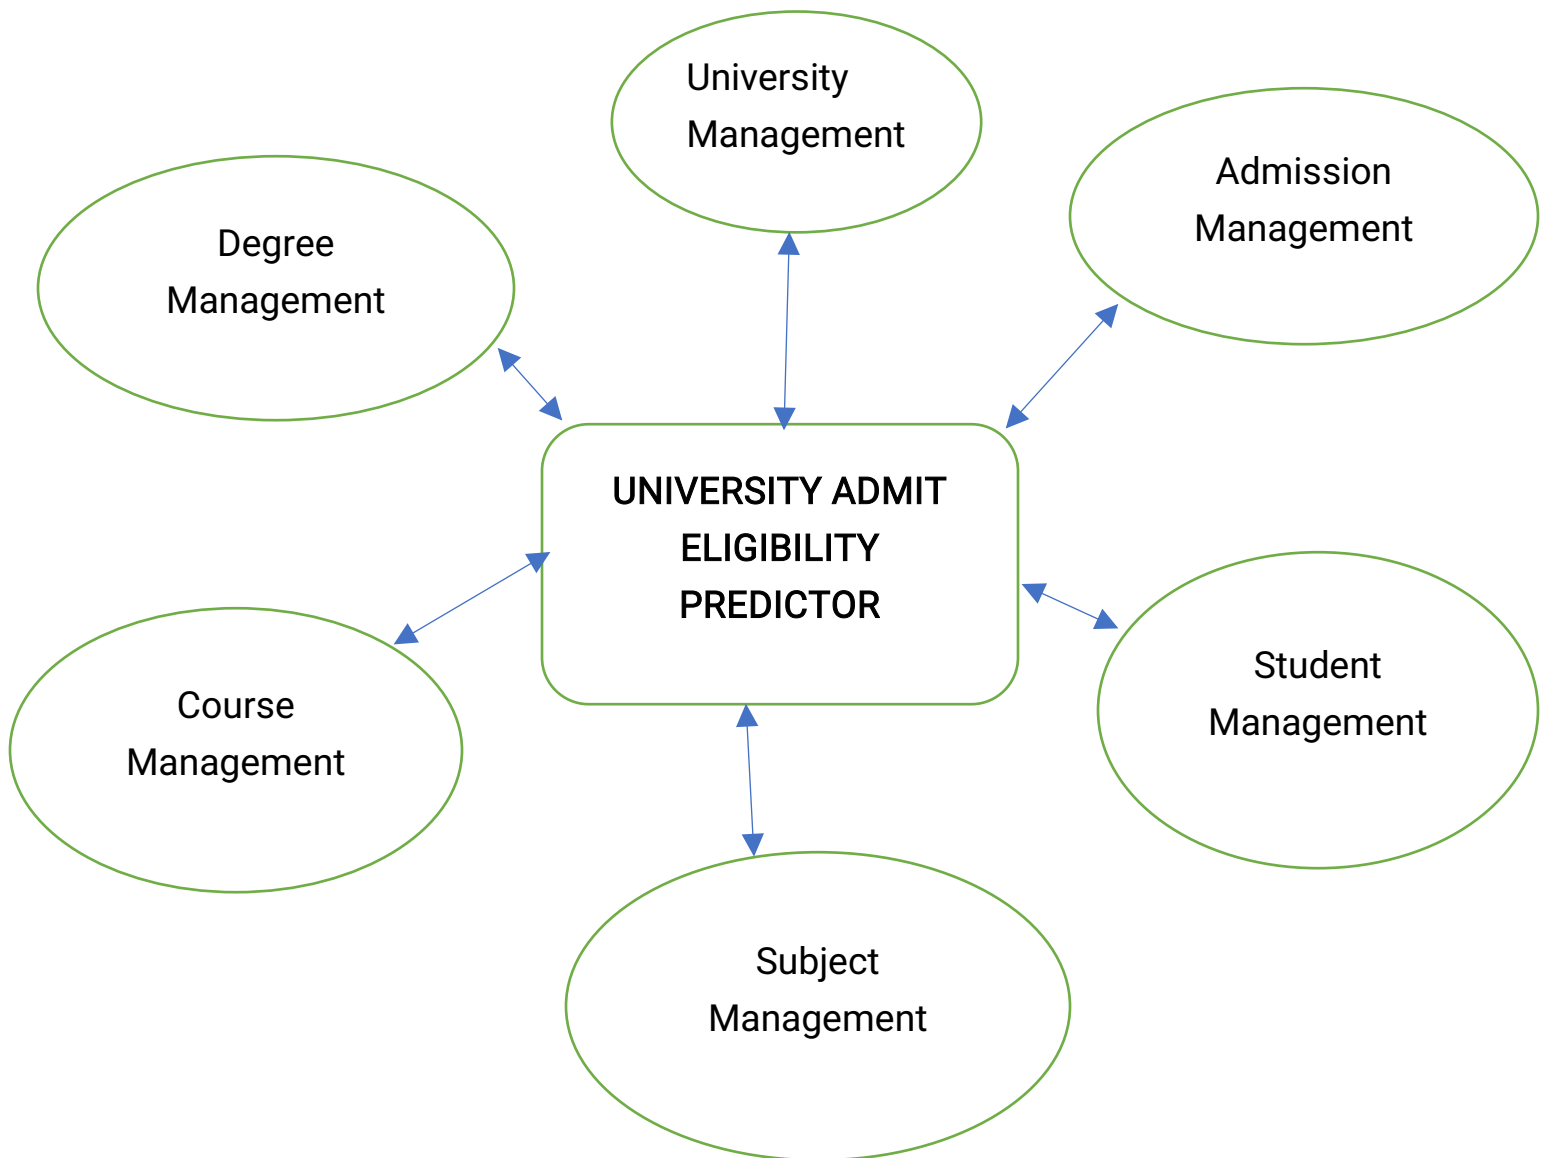 University
Management
Admission
Management
Degree
Management
UNIVERSITY ADMIT
ELIGIBILITY
PREDICTOR
Student
Management
Course
Management
Subject
Management